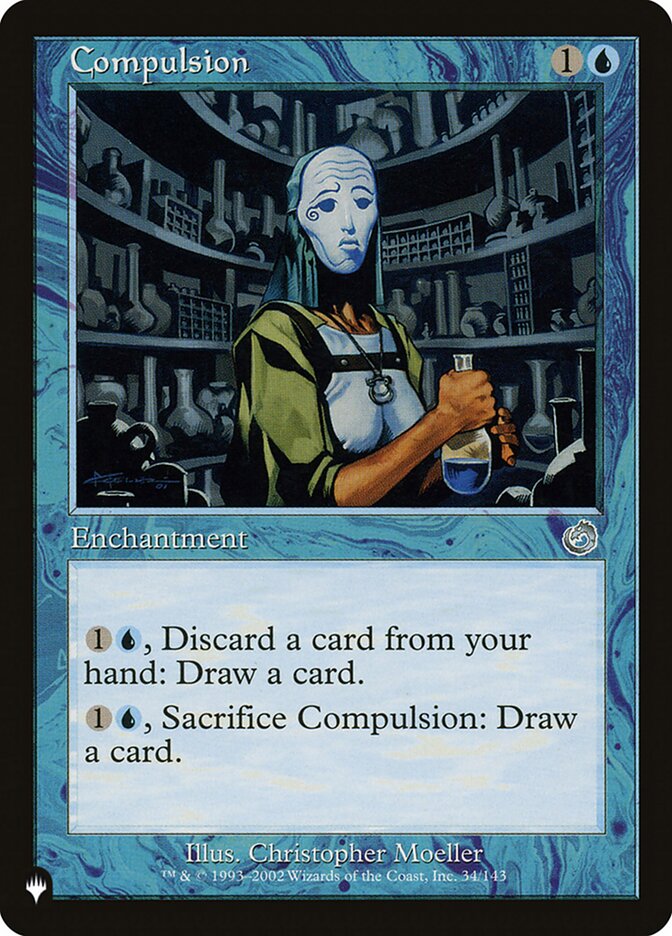 Compulsion 1
Enchantment
1 , Discard a card from your
hand: Draw a card.
1 , Sacrifice Compulsion: Draw
a card.
Illus. Christopher Moeller
™ & © 1993-2002 Wizards of the Coast, Inc. 34/143